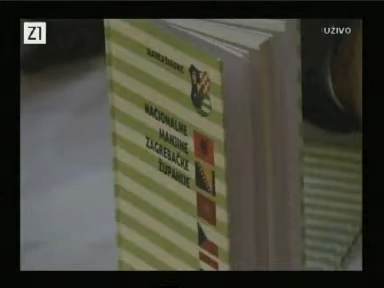 Z1
UŽIVO
NACIONALNE
MANJINE
ZAGREBAČKE
ŽUPANIJE